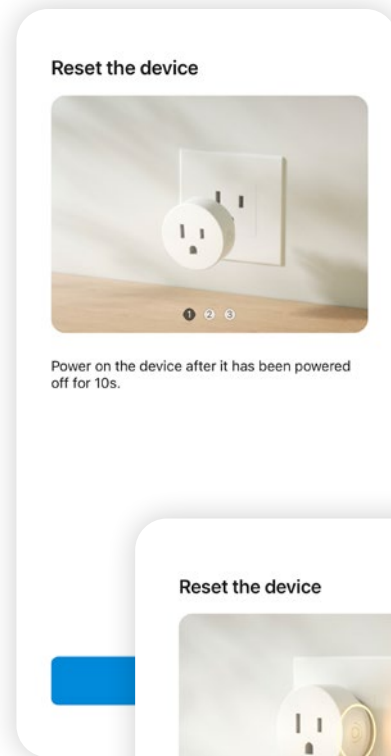 Reset the device
1 2 3
Power on the device after it has been powered
off for 10s.
Reset the device